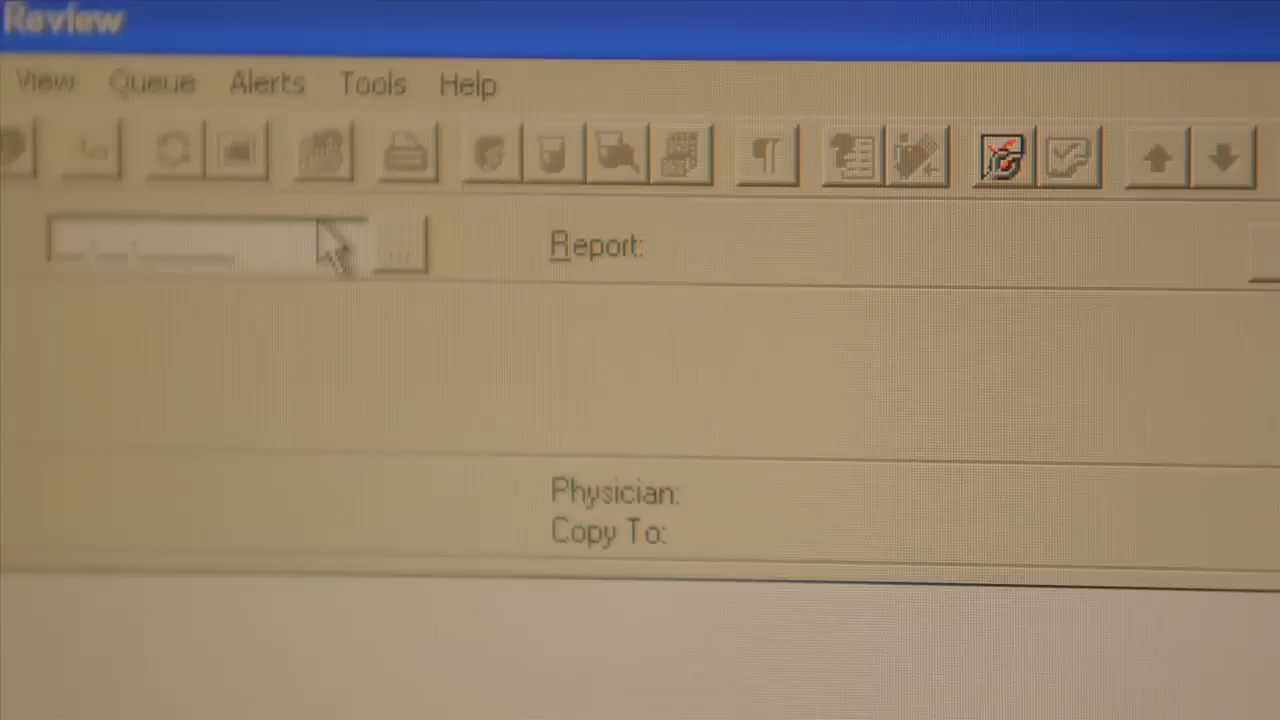 Review
View Queue Alerts Tools Help
... Report:
Physician:
Copy To: